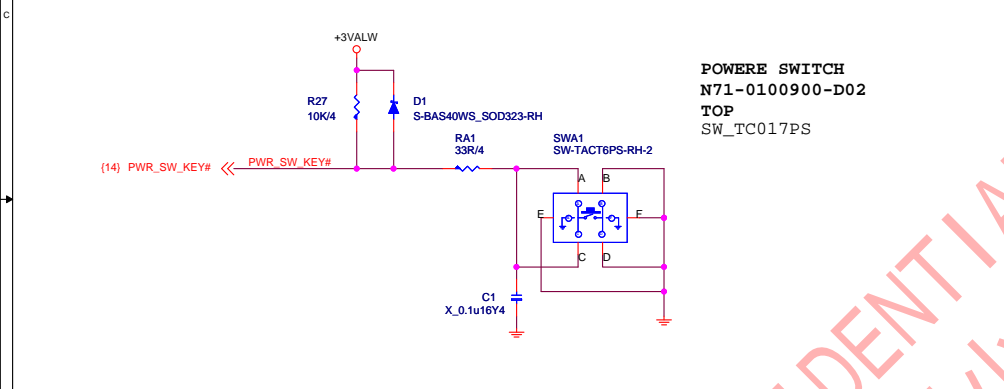 C
+3VALW
POWERE SWITCH
N71-0100900-D02
TOP
SW_TC017PS
R27
10K/4
D1
S-BAS40WS_SOD323-RH
RA1
33R/4
SWA1
SW-TACT6PS-RH-2
{14} PWR_SW_KEY#
PWR_SW_KEY#
A
B
E
F
C
D
C1
X_0.1u16Y4